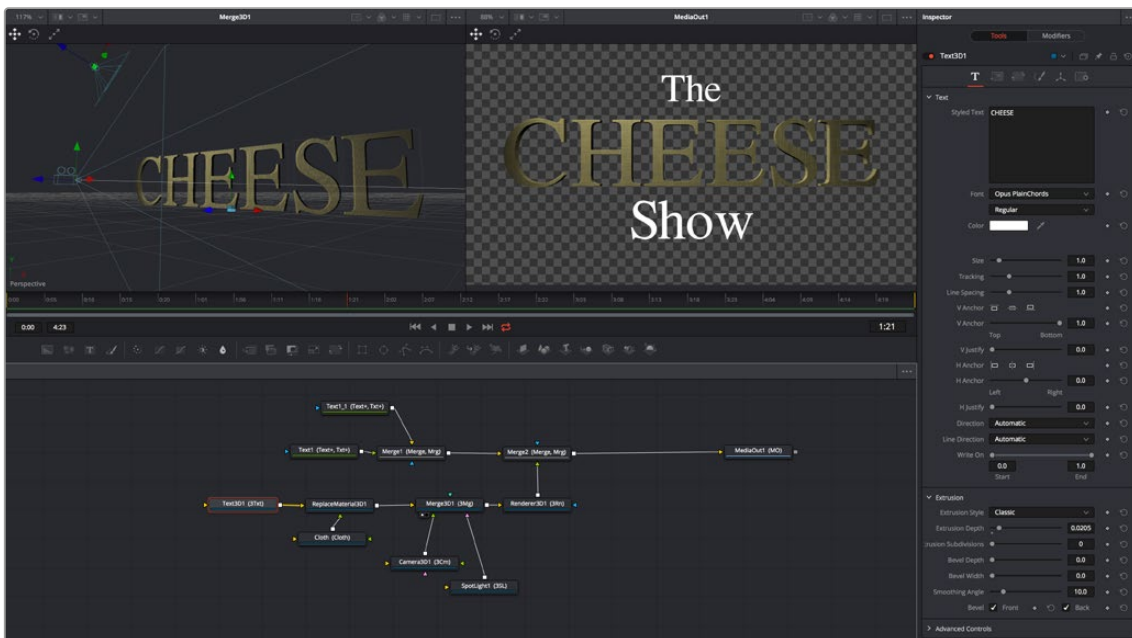 117%
Merge3D1
88%
MediaOut1
Inspector
Tools
Modifiers
Text3D1
CHEESE
Perspective
The
CHEESE
Show
Text
Styled Text
CHEESE
Font
Opus PlainChords
Regular
Color
Size
1.0
Tracking
1.0
Line Spacing
1.0
V Anchor
V Anchor
1.0
Top
Bottom
V Justify
0.0
H Anchor
H Anchor
0.0
Left
Right
H Justify
0.0
Direction
Automatic
Line Direction
Automatic
Write On
0.0
1.0
Start
End
Extrusion
Extrusion Style
Classic
Extrusion Depth
0.0205
trusion Subdivisions
0
Bevel Depth
0.0
Bevel Width
0.0
Smoothing Angle
10.0
Bevel
Front
Back
Advanced Controls
0:00
4:23
1:21
Text1_1 (Text+, Txt+)
Text1 (Text+, Txt+)
Merge1 (Merge, Mrg)
Merge2 (Merge, Mrg)
MediaOut1 (MO)
Text3D1 (3Txt)
ReplaceMaterial3D1
Merge3D1 (3Mg)
Renderer3D1 (3Rn)
Cloth (Cloth)
Camera3D1 (3Cm)
SpotLight1 (3SL)